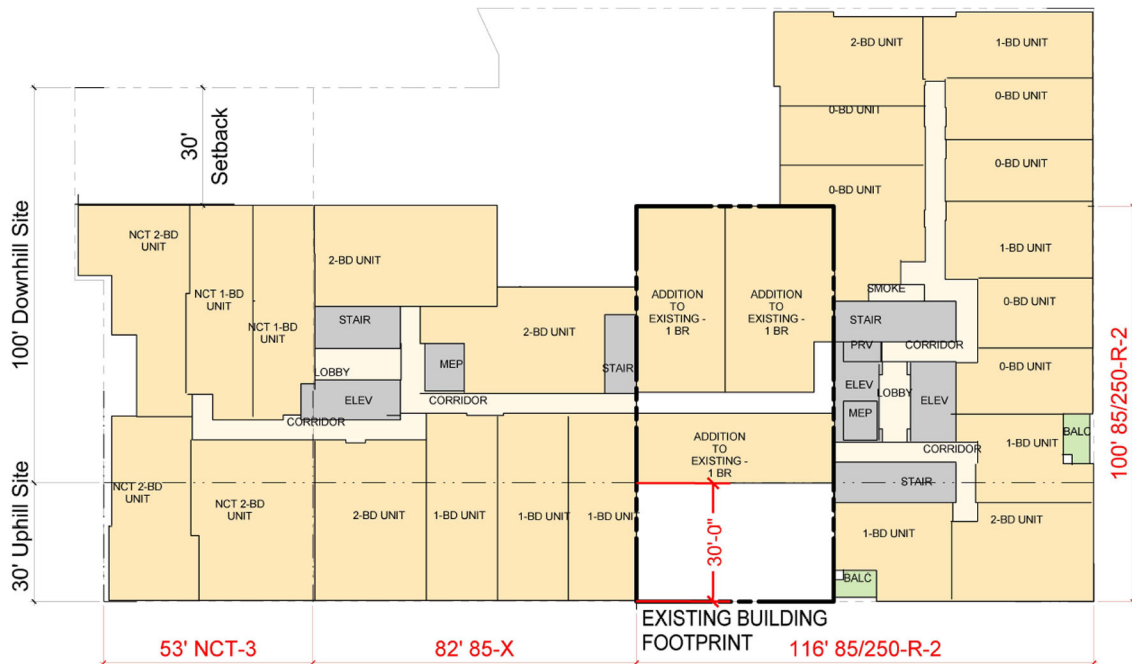 2-BD UNIT
1-BD UNIT
0-BD UNIT
0-BD UNIT
0-BD UNIT
0-BD UNIT
1-BD UNIT
0-BD UNIT
0-BD UNIT
30'
Setback
100' Downhill Site
30' Uphill Site
NCT 2-BD
UNIT
NCT 1-BD
UNIT
NCT 1-BD
UNIT
2-BD UNIT
STAIR
LOBBY
ELEV
CORRIDOR
MEP
2-BD UNIT
STAIR
CORRIDOR
ADDITION
TO
EXISTING -
1 BR
ADDITION
TO
EXISTING -
1 BR
SMOKE
STAIR
PRV
CORRIDOR
ELEV
LOBBY
ELEV
MEP
CORRIDOR
STAIR
ADDITION
TO
EXISTING -
1 BR
1-BD UNIT
BALC
NCT 2-BD
UNIT
NCT 2-BD
UNIT
2-BD UNIT
1-BD UNIT
1-BD UNIT
1-BD UNIT
30'-0"
1-BD UNIT
2-BD UNIT
BALC
EXISTING BUILDING
FOOTPRINT
53' NCT-3
82' 85-X
116' 85/250-R-2
100' 85/250-R-2